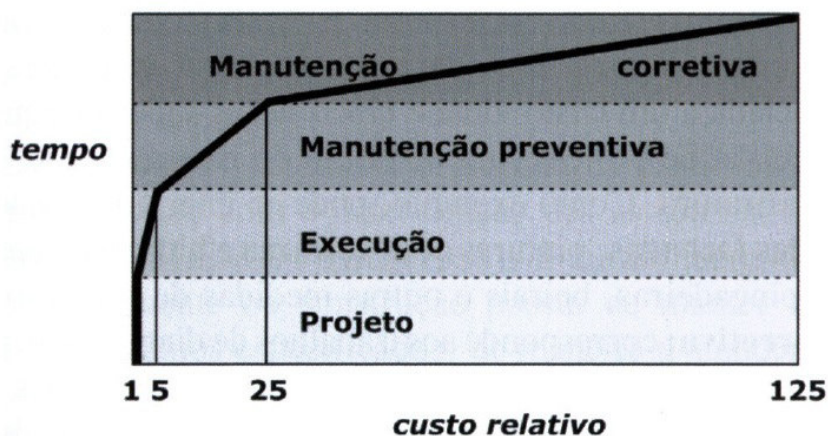 Manutenção corretiva
tempo
Manutenção preventiva
Execução
Projeto
1 5 25 125
custo relativo